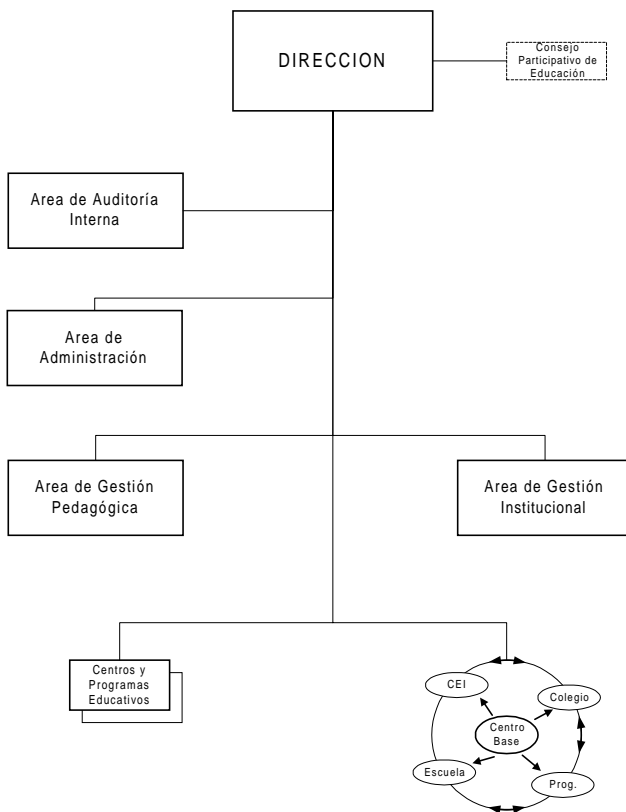 DIRECCION
Consejo
Participativo de
Educación
Area de Auditoría
Interna
Area de
Administración
Area de Gestión
Pedagógica
Area de Gestión
Institucional
Centros y
Programas
Educativos
CEI
Colegio
Centro
Base
Escuela
Prog.